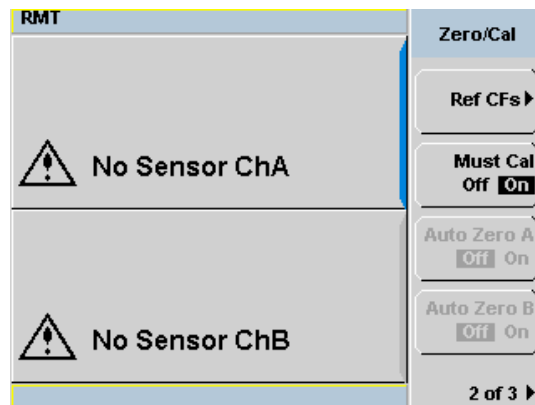 RMT
No Sensor ChA
No Sensor ChB
Zero/Cal
Ref CFs
Must Cal
Off On
Auto Zero A
Off On
Auto Zero B
Off On
2 of 3